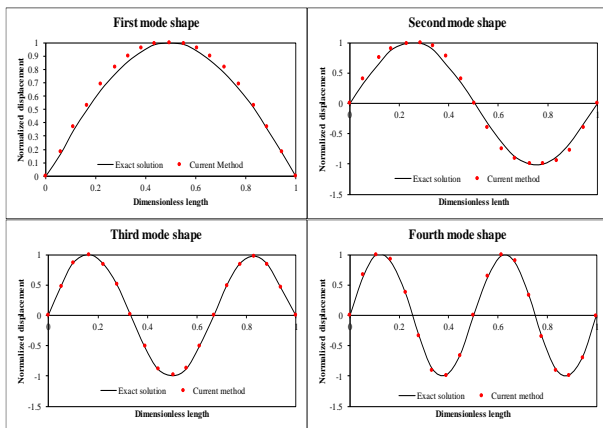 First mode shape
Normalized displacement
1
0.9
0.8
0.7
0.6
0.5
0.4
0.3
0.2
0.1
0
0
0.2
0.4
0.6
0.8
1
Exact solution
Current Method
Dimensionless length
Second mode shape
Normalized displacement
1.5
1
0.5
0
-0.5
-1
-1.5
0
0.2
0.4
0.6
0.8
1
Exact solution
Current method
Dimensionless length
Third mode shape
Normalized displacement
1.5
1
0.5
0
-0.5
-1
-1.5
0
0.2
0.4
0.6
0.8
1
Exact solution
Current method
Dimensionless length
Fourth mode shape
Normalized displacement
1.5
1
0.5
0
-0.5
-1
-1.5
0
0.2
0.4
0.6
0.8
1
Exact solution
Current method
Dimensionless length